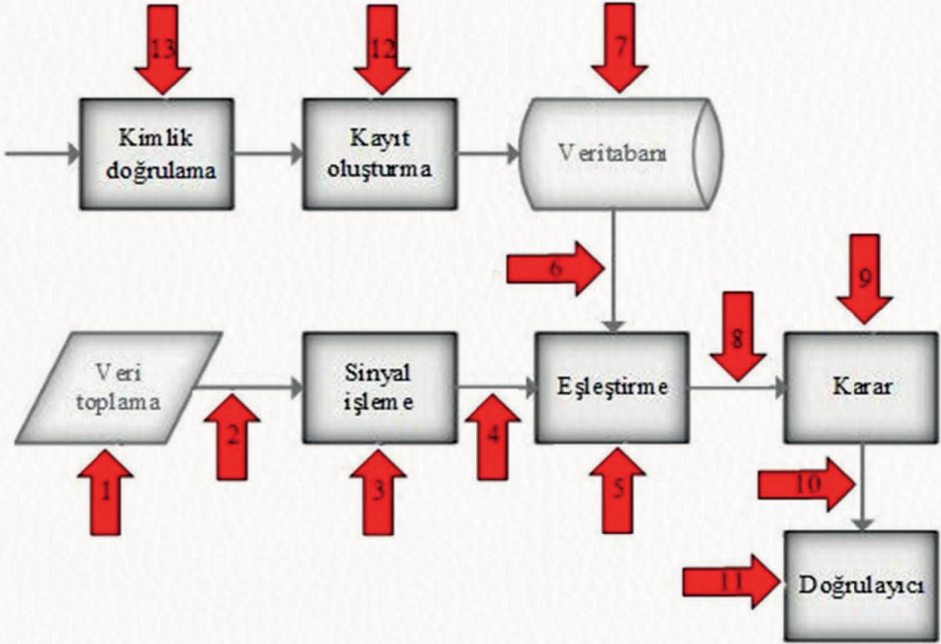 13
12
7
Kimlik
doğrulama
Kayıt
oluşturma
Veritabanı
6
9
8
Veri
toplama
Sinyal
işleme
Eşleştirme
Karar
2
4
1
3
5
10
11
Doğrulayıcı